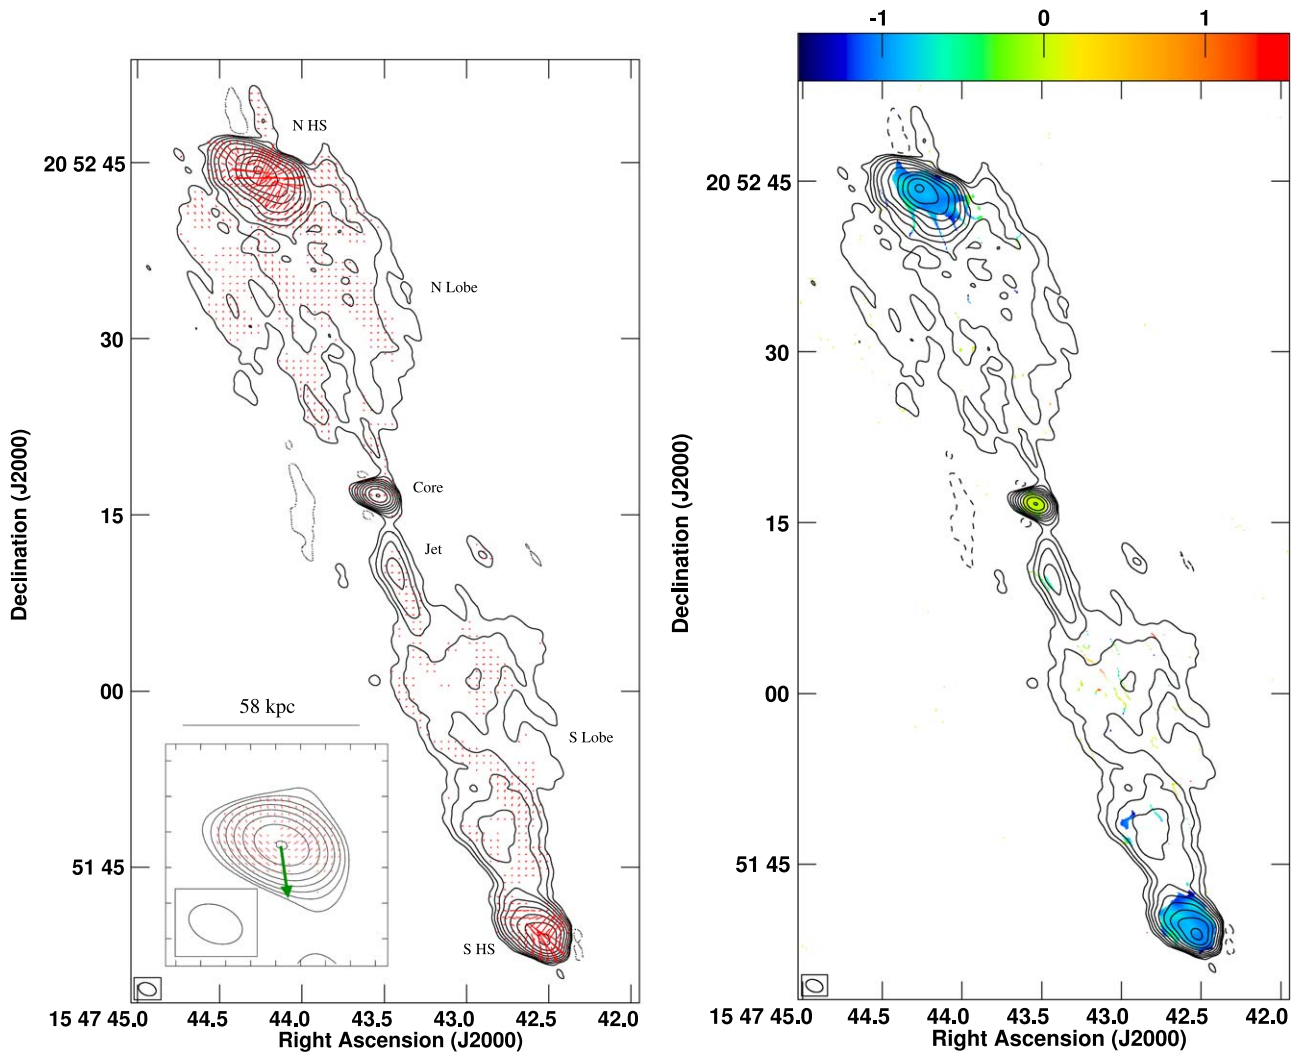 -1 0 1
N HS
20 52 45
N Lobe
30
Core
15
Jet
00
58 kpc
S Lobe
51 45
S HS
15 47 45.0 44.5 44.0 43.5 43.0 42.5 42.0
Right Ascension (J2000)
Declination (J2000)
20 52 45
30
15
00
51 45
15 47 45.0 44.5 44.0 43.5 43.0 42.5 42.0
Right Ascension (J2000)
Declination (J2000)